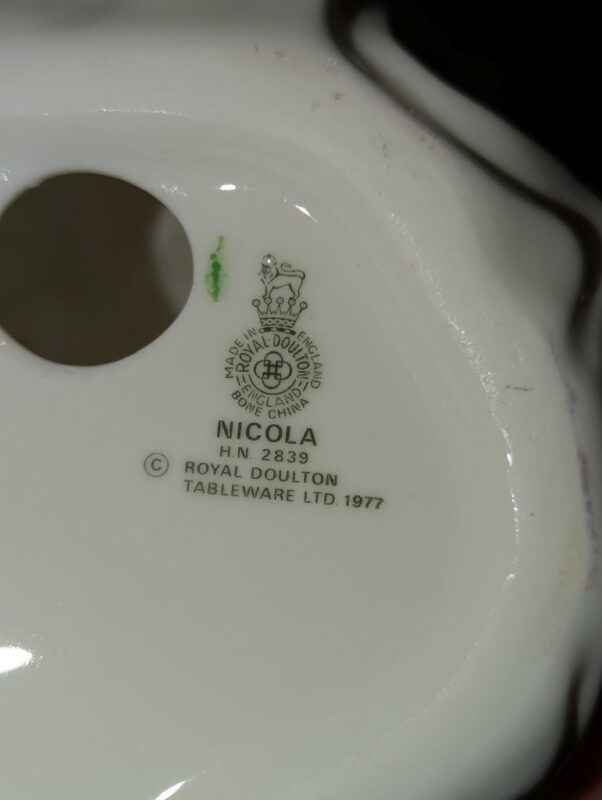 MADE IN ENGLAND
ROYAL·DOULTON
ENGLAND
BONE CHINA
NICOLA
H.N. 2839
© ROYAL DOULTON
TABLEWARE LTD. 1977